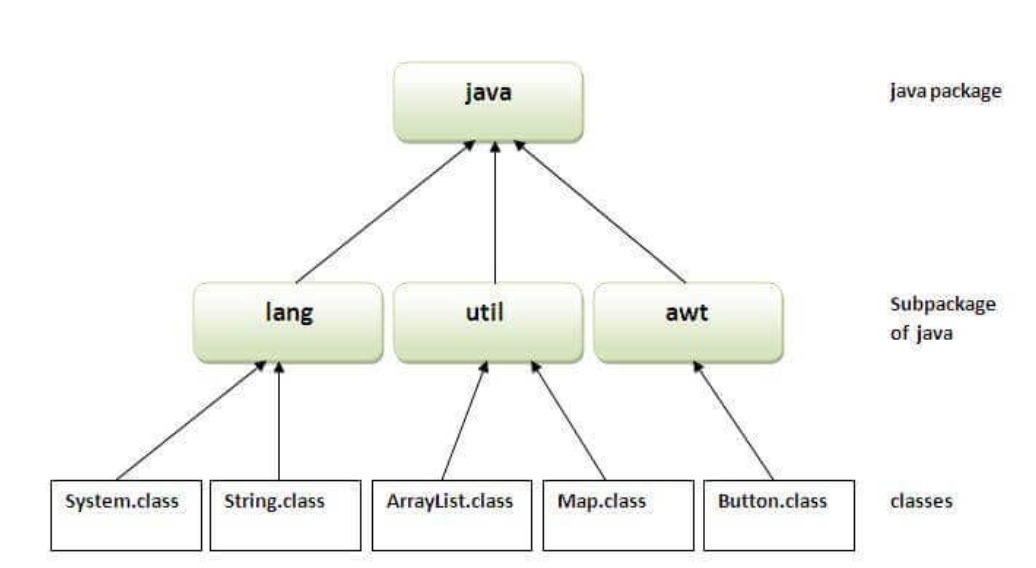 java
java package
lang
util
awt
Subpackage
of java
System.class
String.class
ArrayList.class
Map.class
Button.class
classes